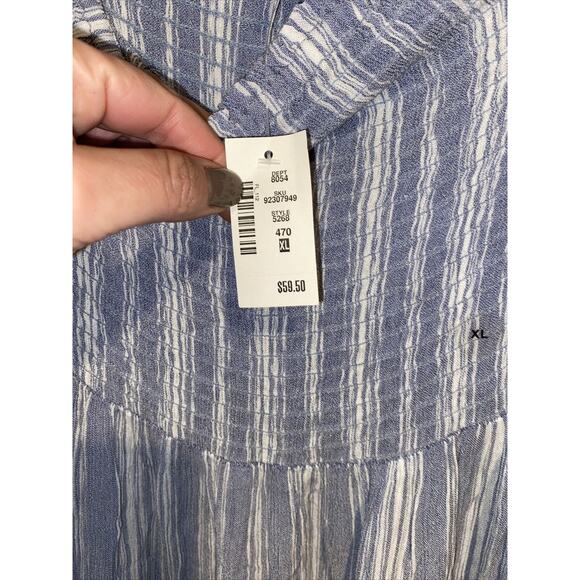 DEPT
8054
SKU
92307949
STYLE
5268
470
XL
$59.50
XL